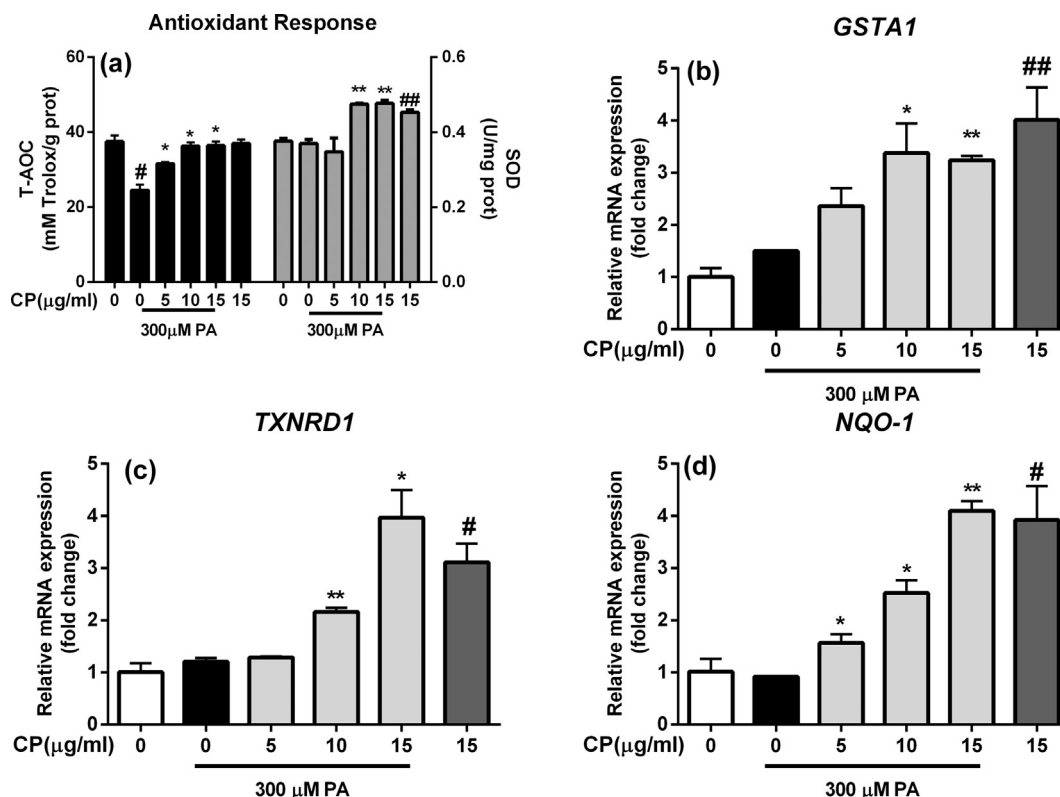 Antioxidant Response
(a)
60
40
20
0
T-AOC
(mM Trolox/g prot)
# * * *
** ** ##
0.6
0.4
0.2
0.0
SOD
(U/mg prot)
CP(μg/ml) 0 0 5 10 15 15 0 0 5 10 15 15
300μM PA 300μM PA
GSTA1
(b)
5
4
3
2
1
0
Relative mRNA expression
(fold change)
* ** ##
CP(μg/ml) 0 0 5 10 15 15
300 μM PA
TXNRD1
(c)
5
4
3
2
1
0
Relative mRNA expression
(fold change)
** * #
CP(μg/ml) 0 0 5 10 15 15
300 μM PA
NQO-1
(d)
5
4
3
2
1
0
Relative mRNA expression
(fold change)
* * ** #
CP(μg/ml) 0 0 5 10 15 15
300 μM PA